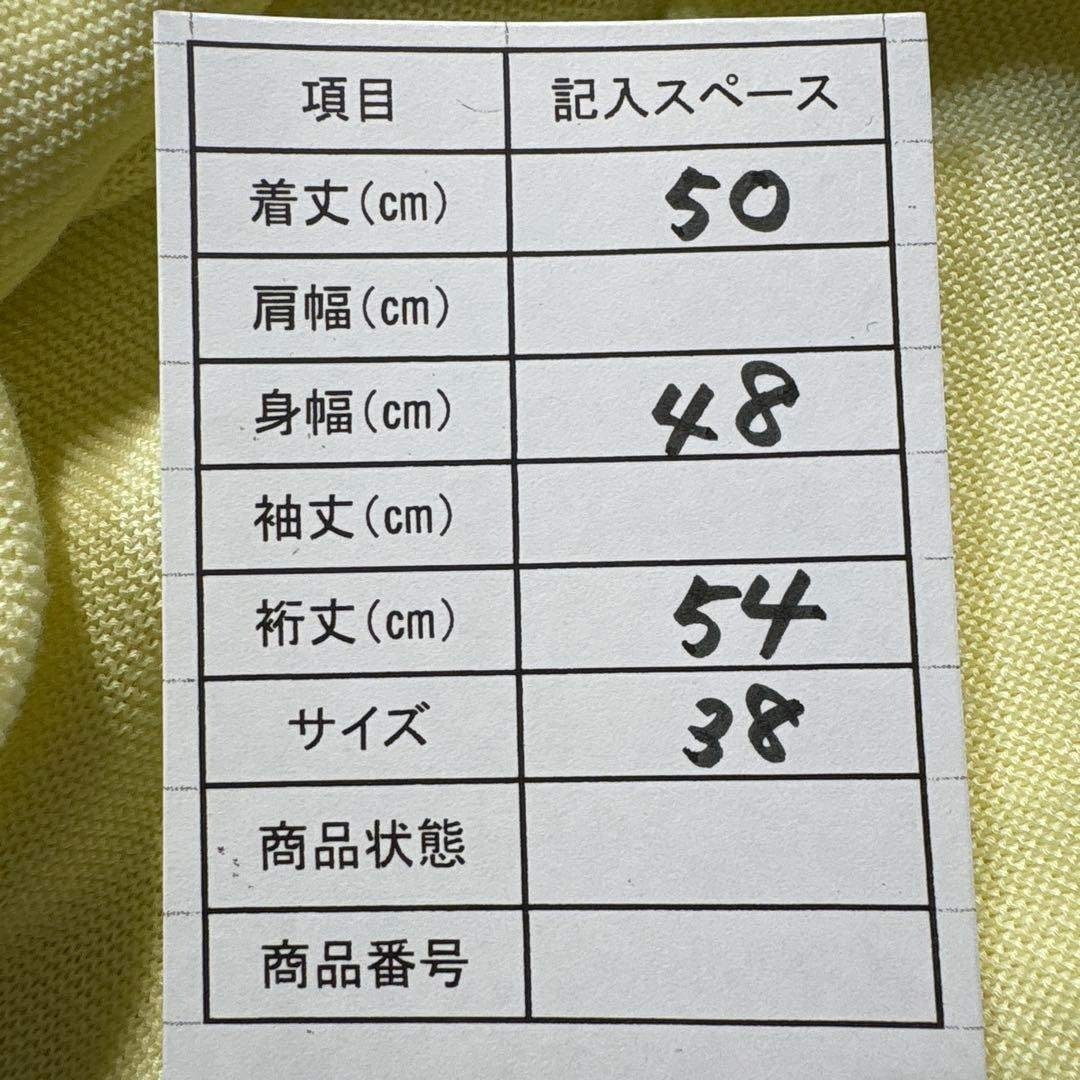 項目 記入スペース
着丈(cm) 50
肩幅(cm)
身幅(cm) 48
袖丈(cm)
裄丈(cm) 54
サイズ 38
商品状態
商品番号